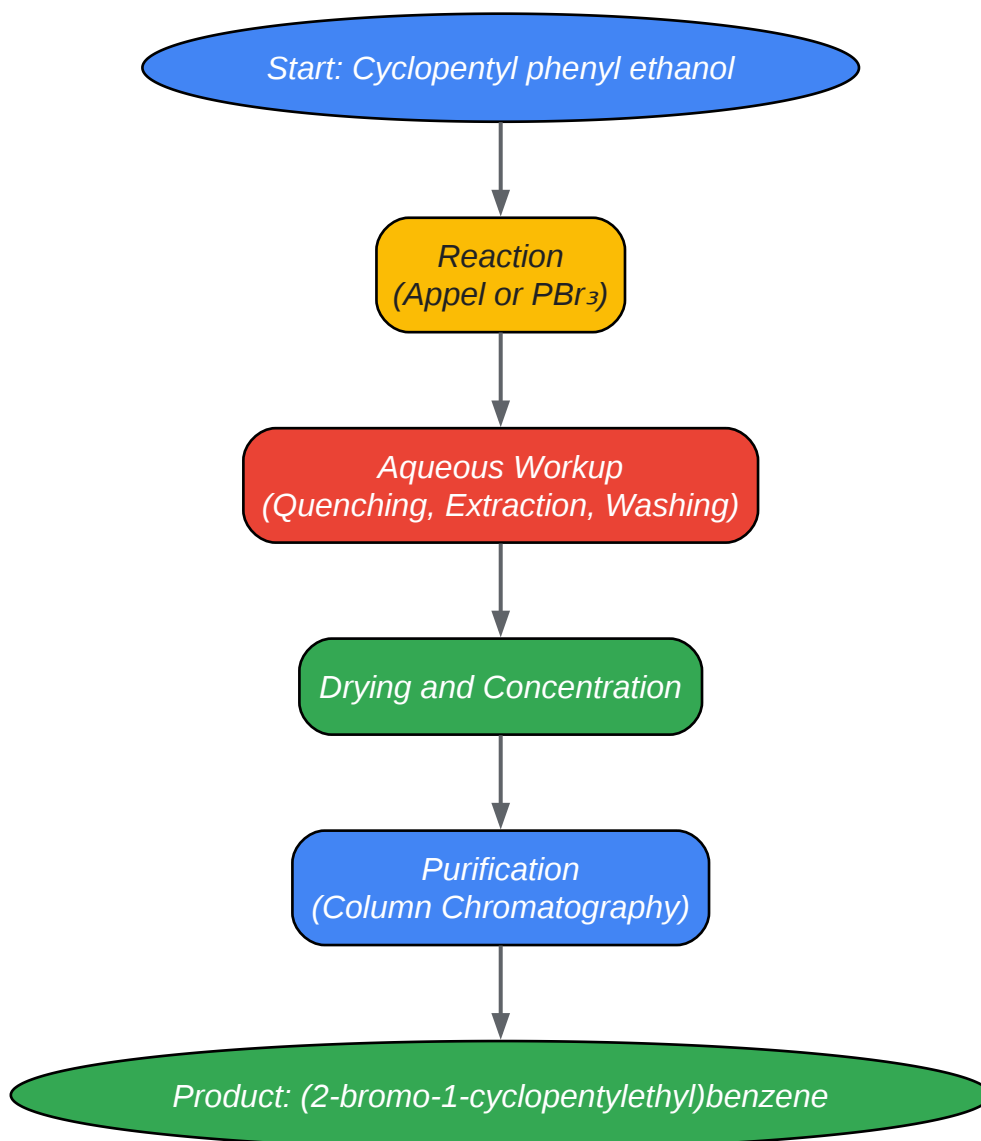 Start: Cyclopentyl phenyl ethanol
Reaction
(Appel or PBr₃)
Aqueous Workup
(Quenching, Extraction, Washing)
Drying and Concentration
Purification
(Column Chromatography)
Product: (2-bromo-1-cyclopentylethyl)benzene